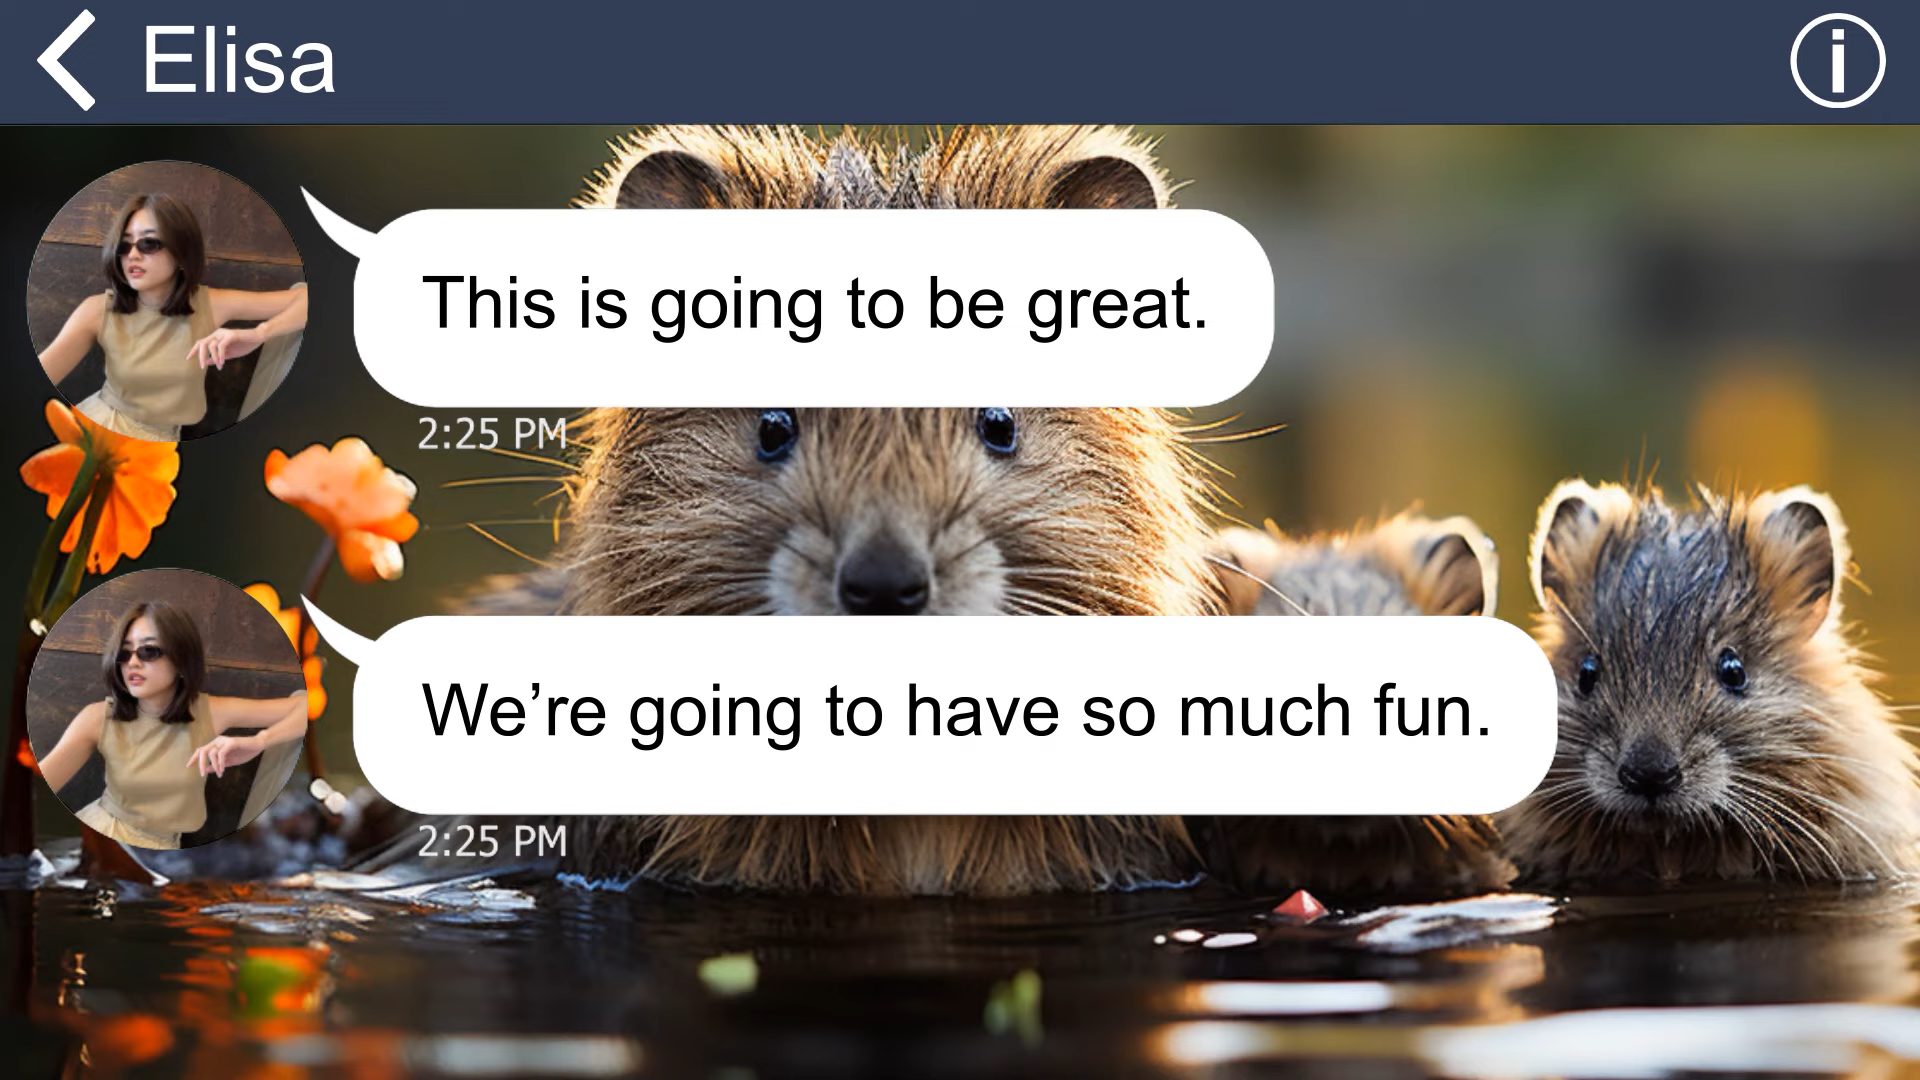 Elisa
This is going to be great.
2:25 PM
We’re going to have so much fun.
2:25 PM